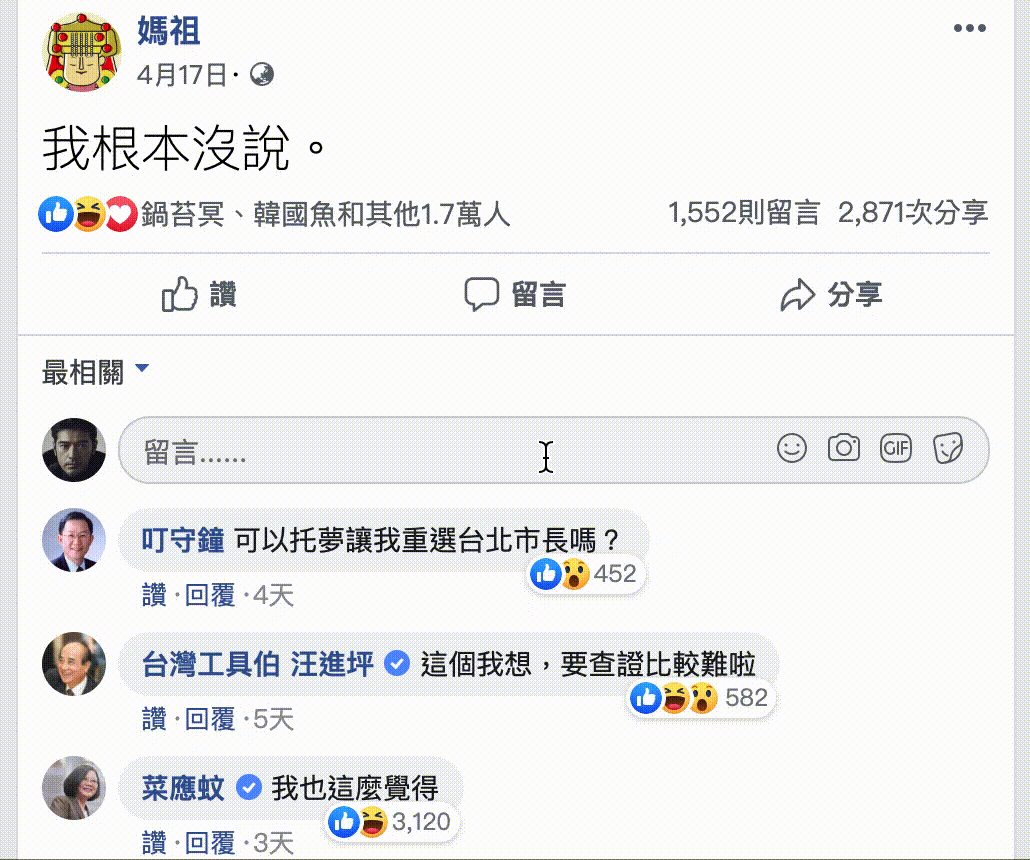 媽祖
4月17日·
我根本沒說。
鍋苔冥、韓國魚和其他1.7萬人 1,552則留言 2,871次分享
讚 留言 分享
最相關
留言...... GIF
叮守鐘 可以托夢讓我重選台北市長嗎？
452
讚·回覆·4天
台灣工具伯 汪進坪 這個我想，要查證比較難啦
582
讚·回覆·5天
菜應蚊 我也這麼覺得
3,120
讚·回覆·3天